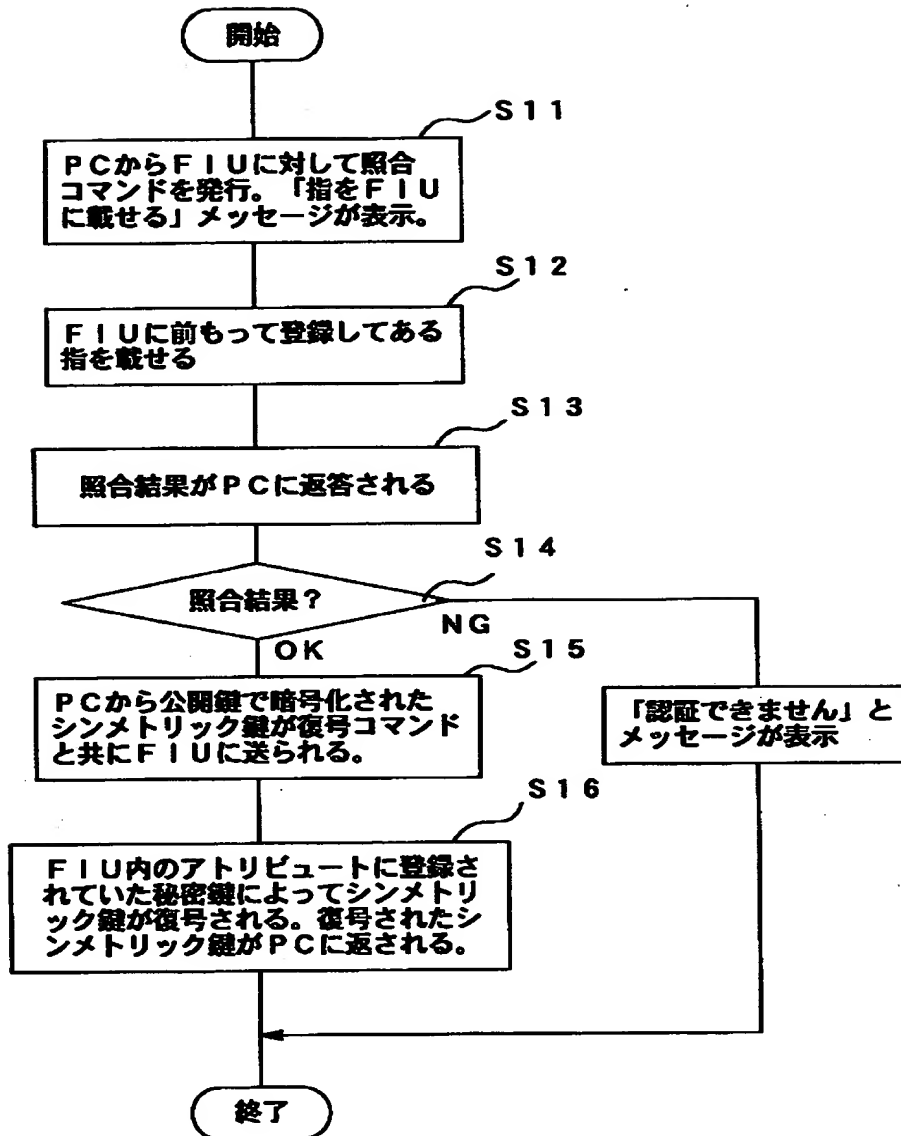 開始
S11
PCからFIUに対して照合
コマンドを発行。「指をFIU
に載せる」メッセージが表示。
S12
FIUに前もって登録してある
指を載せる
S13
照合結果がPCに返答される
S14
照合結果?
NG
OK
S15
PCから公開鍵で暗号化された
シンメトリック鍵が復号コマンド
と共にFIUに送られる。
「認証できません」と
メッセージが表示
S16
FIU内のアトリビュートに登録さ
れていた秘密鍵によってシンメトリ
ック鍵が復号される。復号されたシ
ンメトリック鍵がPCに返される。
終了